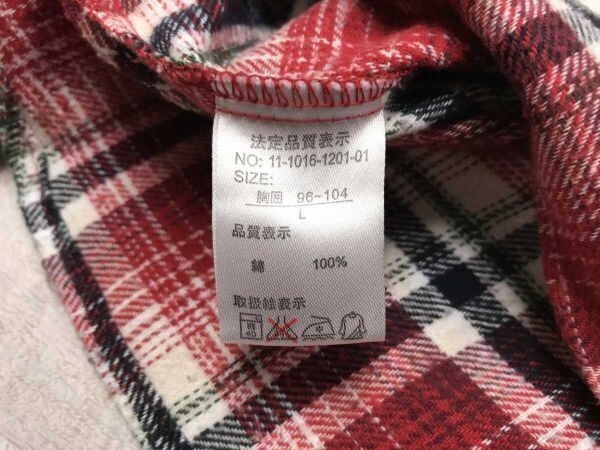 法定品質表示
NO: 11-1016-1201-01
SIZE:
胸囲 96~104
L
品質表示
綿 100%
取扱絵表示